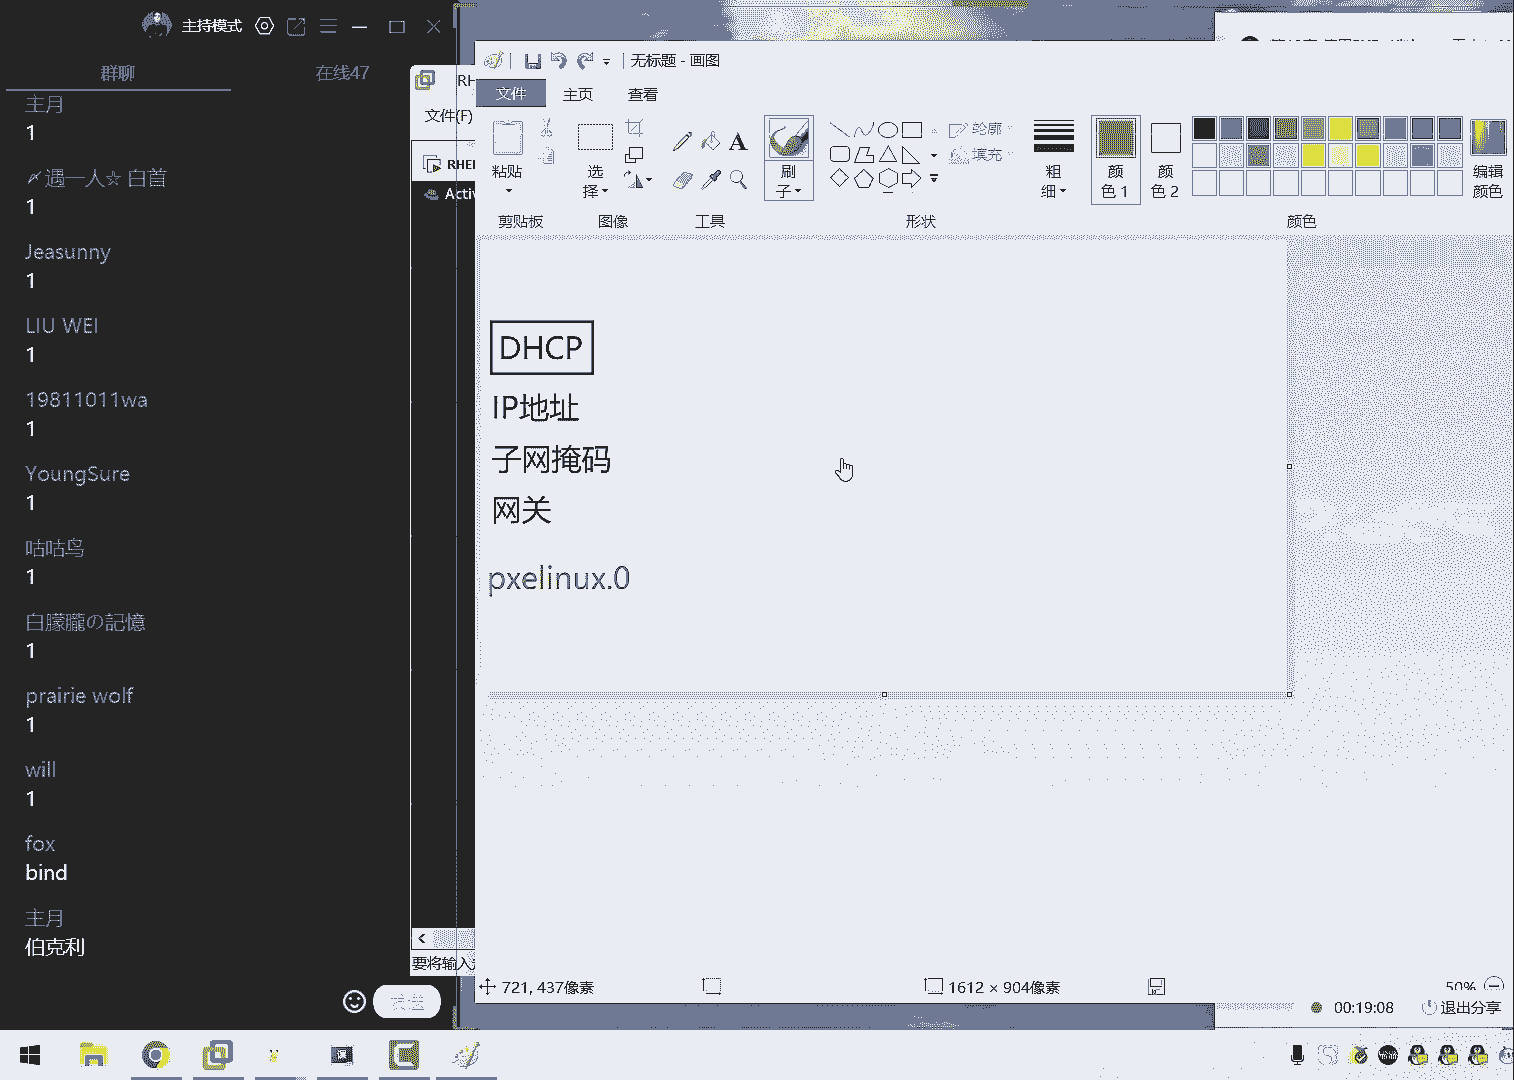 主持模式
群聊
在线47
主月
1
遇一人☆ 白首
1
Jeasunny
1
LIU WEI
1
19811011wa
1
YoungSure
1
咕咕鸟
1
白朦朧の記憶
1
prairie wolf
1
will
1
fox
bind
主月
伯克利
发送
RH
文件(F)
RHEI
Activ
要将输入
无标题 - 画图
文件
主页
查看
粘贴
剪贴板
选择
图像
工具
刷子
轮廓
填充
形状
粗细
颜色 1
颜色 2
编辑颜色
颜色
DHCP
IP地址
子网掩码
网关
pxelinux.0
721, 437像素
1612 × 904像素
50%
00:19:08
退出分享